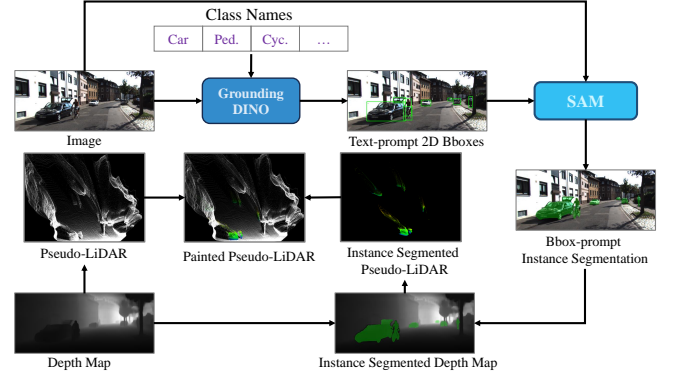 Class Names
Car Ped. Cyc. ...
Grounding
DINO
SAM
Image
Text-prompt 2D Bboxes
Bbox-prompt
Instance Segmentation
Pseudo-LiDAR
Painted Pseudo-LiDAR
Instance Segmented
Pseudo-LiDAR
Depth Map
Instance Segmented Depth Map